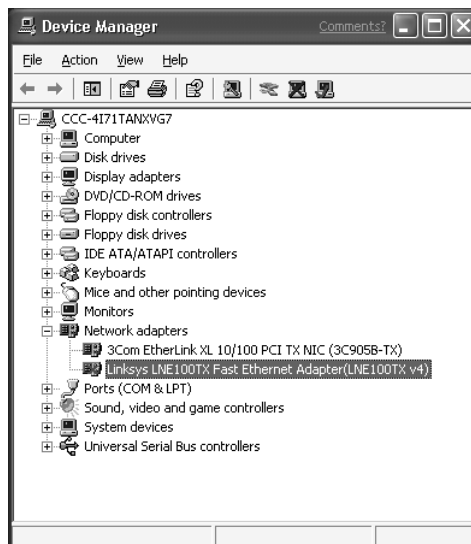 Device Manager
Comments?
File Action View Help
CCC-4I71TANXVG7
Computer
Disk drives
Display adapters
DVD/CD-ROM drives
Floppy disk controllers
Floppy disk drives
IDE ATA/ATAPI controllers
Keyboards
Mice and other pointing devices
Monitors
Network adapters
3Com EtherLink XL 10/100 PCI TX NIC (3C905B-TX)
Linksys LNE100TX Fast Ethernet Adapter(LNE100TX v4)
Ports (COM & LPT)
Sound, video and game controllers
System devices
Universal Serial Bus controllers